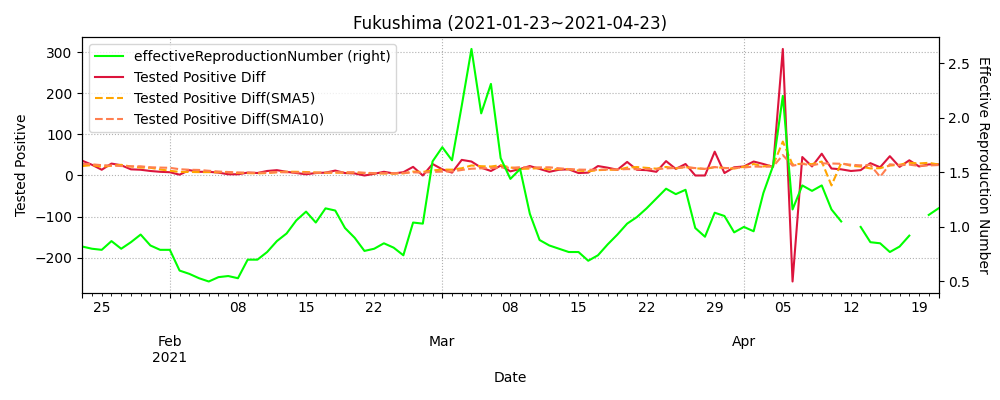 Fukushima (2021-01-23~2021-04-23)
effectiveReproductionNumber (right)
Tested Positive Diff
Tested Positive Diff(SMA5)
Tested Positive Diff(SMA10)
Tested Positive
300
200
100
0
−100
−200
2.5
2.0
1.5
1.0
0.5
Effective Reproduction Number
25 08 15 22 08 15 22 29 05 12 19
Feb Mar Apr
2021
Date